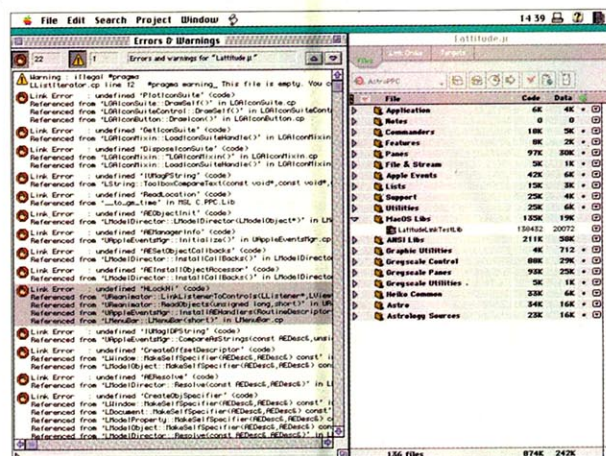 File Edit Search Project Window
14 39
Errors & Warnings
22
1
Errors and warnings for "Lattitude.µ"
Warning : illegal *pragma
LListIterator.cp line 12 *pragma warning_ This file is empty. You c
Link Error : undefined 'PlotIconSuite' (code)
Referenced from 'LGAIconSuite::DrawSelf()' in LGAIconSuite.cp
Referenced from 'LGAIconSuiteControl::DrawSelf()' in LGAIconSuiteCont
Referenced from 'LGAIconButton::DrawIcon()' in LGAIconButton.cp
Link Error : undefined 'GetIconSuite' (code)
Referenced from 'LGAIconMixin::LoadIconSuiteHandle()' in LGAIconMixin
Link Error : undefined 'DisposeIconSuite' (code)
Referenced from 'LGAIconMixin::~LGAIconMixin()' in LGAIconMixin.cp
Referenced from 'LGAIconMixin::LoadIconSuiteHandle()' in LGAIconMixin
Link Error : undefined 'IUMagPString' (code)
Referenced from 'LString::ToolboxCompareText(const void*,const void*,
Link Error : undefined 'ReadLocation' (code)
Referenced from '__to_gm_time' in MSL C.PPC.Lib
Link Error : undefined 'AEObjectInit' (code)
Referenced from 'LModelDirector::LModelDirector(LModelObject*)' in LM
Link Error : undefined 'AEManagerInfo' (code)
Referenced from 'UAppleEventsMgr::Initialize()' in UAppleEventsMgr.cp
Link Error : undefined 'AESetObjectCallbacks' (code)
Referenced from 'LModelDirector::InstallCallBacks()' in LModelDirecto
Link Error : undefined 'AEInstallObjectAccessor' (code)
Referenced from 'LModelDirector::InstallCallBacks()' in LModelDirecto
Link Error : undefined 'HLockHi' (code)
Referenced from 'UReanimator::LinkListenerToControls(LListener*,LView
Referenced from 'UReanimator::ReadObjects(unsigned long,short)' in UR
Referenced from 'UAppleEventsMgr::InstallAEHandlers(RoutineDescriptor
Referenced from 'LMenuBar::LMenuBar(short)' in LMenuBar.cp
Link Error : undefined 'IUMagIDPString' (code)
Referenced from 'UAppleEventsMgr::CompareAsStrings(const AEDesc&,unsi
Link Error : undefined 'CreateOffsetDescriptor' (code)
Referenced from 'LWindow::MakeSelfSpecifier(AEDesc&,AEDesc&) const' i
Referenced from 'LModelObject::MakeSelfSpecifier(AEDesc&,AEDesc&) con
Link Error : undefined 'AEResolve' (code)
Referenced from 'LModelDirector::Resolve(const AEDesc&,AEDesc&)' in L
Link Error : undefined 'CreateObjSpecifier' (code)
Referenced from 'LWindow::MakeSelfSpecifier(AEDesc&,AEDesc&) const' i
Referenced from 'LDocument::MakeSelfSpecifier(AEDesc&,AEDesc&) const'
Referenced from 'LModelProperty::MakeSelfSpecifier(AEDesc&,AEDesc&) c
Referenced from 'LModelObject::MakeSelfSpecifier(AEDesc&,AEDesc&) con
Referenced from 'LModelDirector::Resolve(const AEDesc&,AEDesc&)' in L
Lattitude.µ
Files Link Order Targets
AstroPPC
File Code Data
Application 6K 4K
Notes 0 0
Commanders 18K 5K
Features 8K 2K
Panes 97K 30K
File & Stream 5K 1K
Apple Events 42K 6K
Lists 15K 3K
Support 25K 4K
Utilities 25K 6K
MacOS Libs 135K 19K
LattitudeLinkTestLib 138432 20072
ANSI Libs 211K 58K
Graphic Utilities 4K 712
Greyscale Control 88K 29K
Greyscale Panes 93K 25K
Greyscale Utilities 5K 1K
Hello Common 33K 6K
Astro 34K 16K
Astrology Sources 23K 16K
136 files 874K 242K